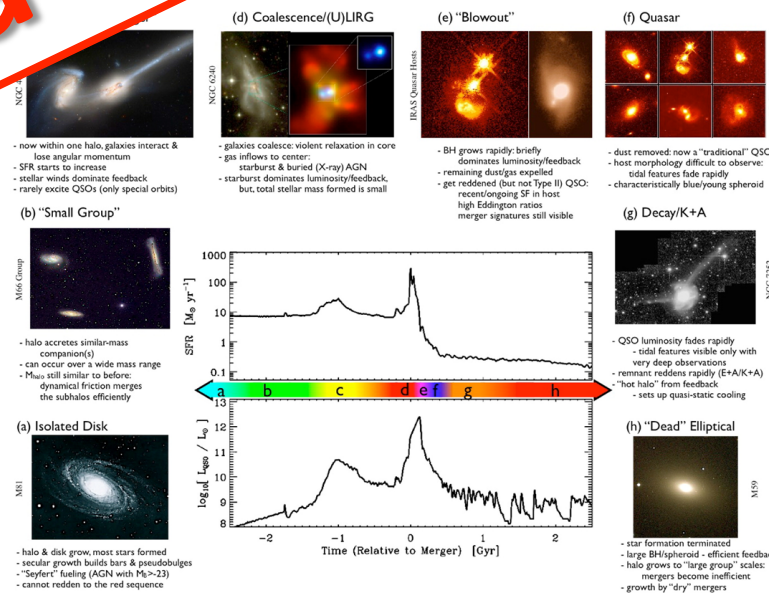 (d) Coalescence/(U)LIRG
(e) “Blowout”
(f) Quasar
NGC 4
NGC 6240
IRAS Quasar Hosts
- now within one halo, galaxies interact &
lose angular momentum
- SFR starts to increase
- stellar winds dominate feedback
- rarely excite QSOs (only special orbits)
- galaxies coalesce: violent relaxation in core
- gas inflows to center:
starburst & buried (X-ray) AGN
- starburst dominates luminosity/feedback,
but, total stellar mass formed is small
- BH grows rapidly: briefly
dominates luminosity/feedback
- remaining dust/gas expelled
- get reddened (but not Type II) QSO:
recent/ongoing SF in host
high Eddington ratios
merger signatures still visible
- dust removed: now a “traditional” QSO
- host morphology difficult to observe:
tidal features fade rapidly
- characteristically blue/young spheroid
(b) “Small Group”
M66 Group
- halo accretes similar-mass
companion(s)
- can occur over a wide mass range
- Mhalo still similar to before:
dynamical friction merges
the subhalos efficiently
(a) Isolated Disk
M81
- halo & disk grow, most stars formed
- secular growth builds bars & pseudobulges
- “Seyfert” fueling (AGN with MB>-23)
- cannot redden to the red sequence
1000
100
10
1
0.1
SFR [M⊙ yr⁻¹]
a b c d e f g h
13
12
11
10
9
8
log₁₀[ LQSO / L⊙ ]
−2 −1 0 1 2
Time (Relative to Merger) [Gyr]
(g) Decay/K+A
- QSO luminosity fades rapidly
- tidal features visible only with
very deep observations
- remnant reddens rapidly (E+A/K+A)
- “hot halo” from feedback
- sets up quasi-static cooling
(h) “Dead” Elliptical
M59
- star formation terminated
- large BH/spheroid - efficient feedba
- halo grows to “large group” scales:
mergers become inefficient
- growth by “dry” mergers